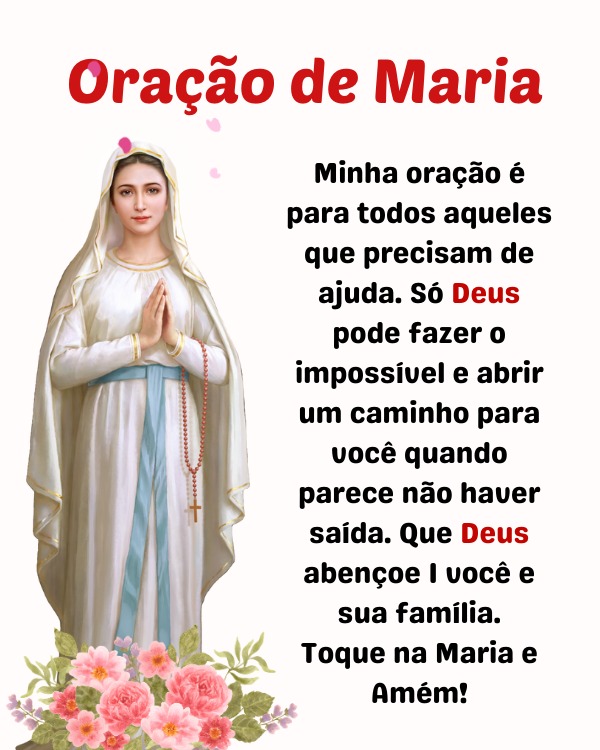 Oração de Maria
Minha oração é
para todos aqueles
que precisam de
ajuda. Só Deus
pode fazer o
impossível e abrir
um caminho para
você quando
parece não haver
saída. Que Deus
abençoe I você e
sua família.
Toque na Maria e
Amém!